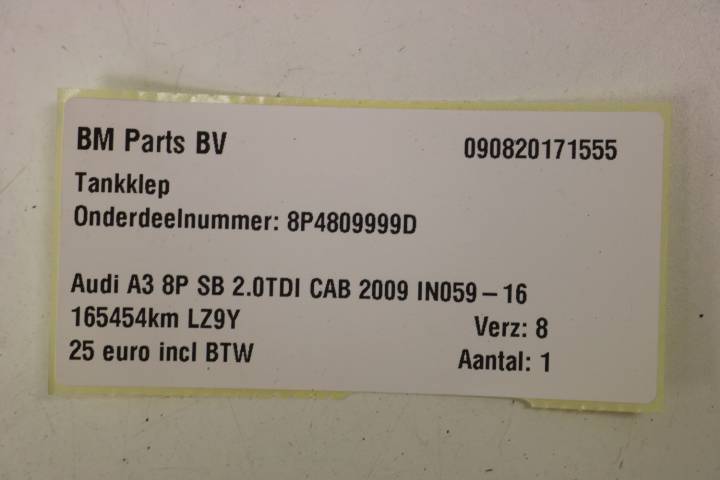 BM Parts BV 090820171555
Tankklep
Onderdeelnummer: 8P4809999D
Audi A3 8P SB 2.0TDI CAB 2009 IN059-16
165454km LZ9Y Verz: 8
25 euro incl BTW Aantal: 1